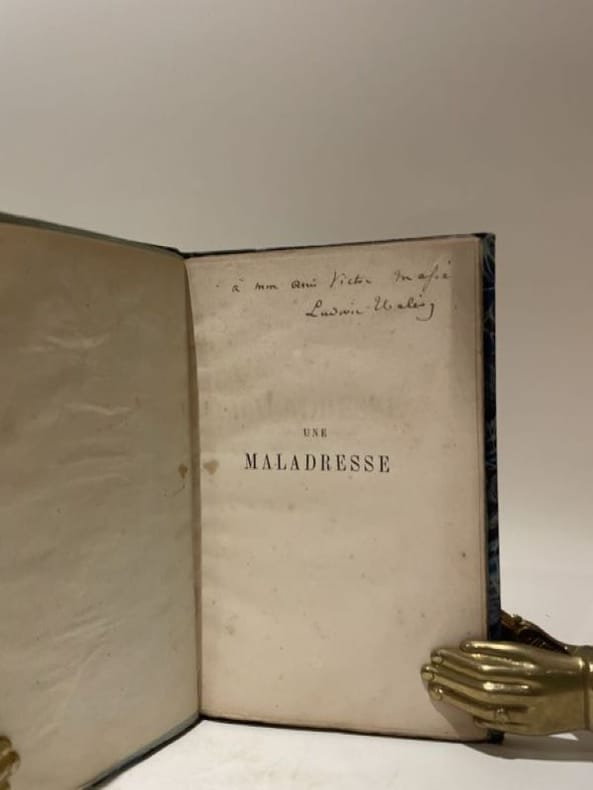 à mon ami Victor Massé
Ludovic Halévy
UNE
MALADRESSE